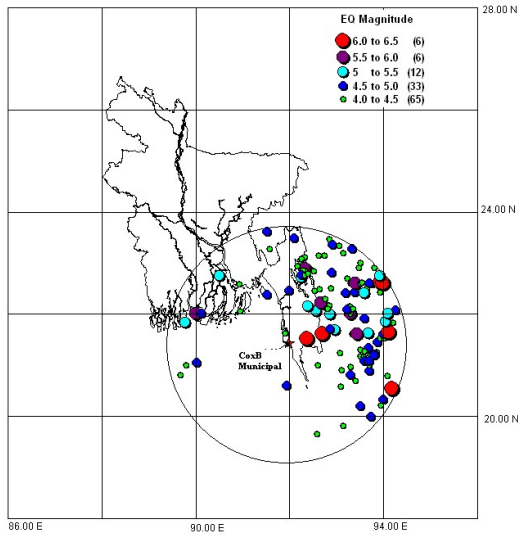 EQ Magnitude
28.00 N
6.0 to 6.5 (6)
5.5 to 6.0 (6)
5 to 5.5 (12)
4.5 to 5.0 (33)
4.0 to 4.5 (65)
24.00 N
CoxB
Municipal
20.00 N
86.00 E
90.00 E
94.00 E